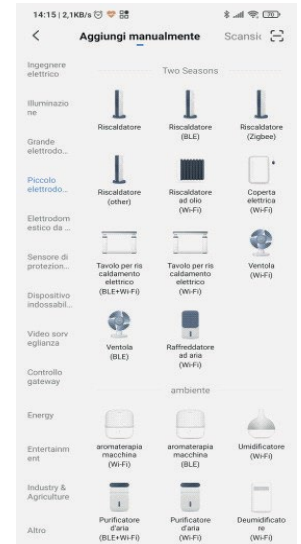 14:15 | 2,1KB/s
70
Aggiungi manualmente
Scansic
Ingegnere
elettrico
Illuminazio
ne
Grande
elettrodo...
Piccolo
elettrodo...
Elettrodom
estico da ...
Sensore di
protezion...
Dispositivo
indossabil...
Video sorv
eglianza
Controllo
gateway
Energy
Entertainm
ent
Industry &
Agriculture
Altro
Two Seasons
Riscaldatore
Riscaldatore
(BLE)
Riscaldatore
(Zigbee)
Riscaldatore
(other)
Riscaldatore
ad olio
(Wi-Fi)
Coperta
elettrica
(Wi-Fi)
Tavolo per ris
caldamento
elettrico
(BLE+Wi-Fi)
Tavolo per ris
caldamento
elettrico
(Wi-Fi)
Ventola
(Wi-Fi)
Ventola
(BLE)
Raffreddatore
ad aria
(Wi-Fi)
ambiente
aromaterapia
macchina
(Wi-Fi)
aromaterapia
macchina
(BLE)
Umidificatore
(Wi-Fi)
Purificatore
d'aria
(BLE+Wi-Fi)
Purificatore
d'aria
(Wi-Fi)
Deumidificato
re
(Wi-Fi)